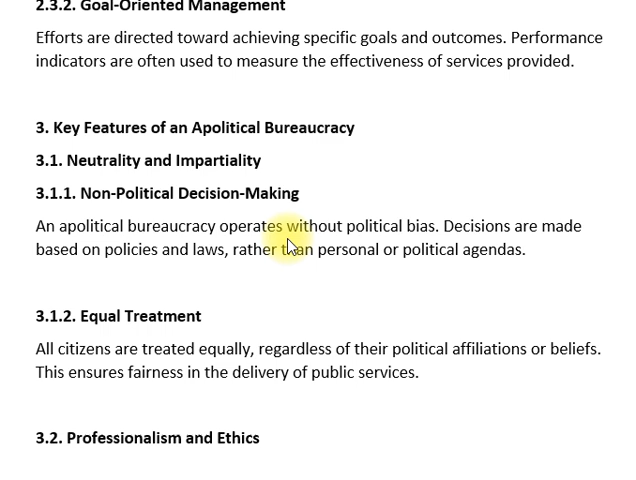 2.3.2. Goal-Oriented Management
Efforts are directed toward achieving specific goals and outcomes. Performance
indicators are often used to measure the effectiveness of services provided.
3. Key Features of an Apolitical Bureaucracy
3.1. Neutrality and Impartiality
3.1.1. Non-Political Decision-Making
An apolitical bureaucracy operates without political bias. Decisions are made
based on policies and laws, rather than personal or political agendas.
3.1.2. Equal Treatment
All citizens are treated equally, regardless of their political affiliations or beliefs.
This ensures fairness in the delivery of public services.
3.2. Professionalism and Ethics